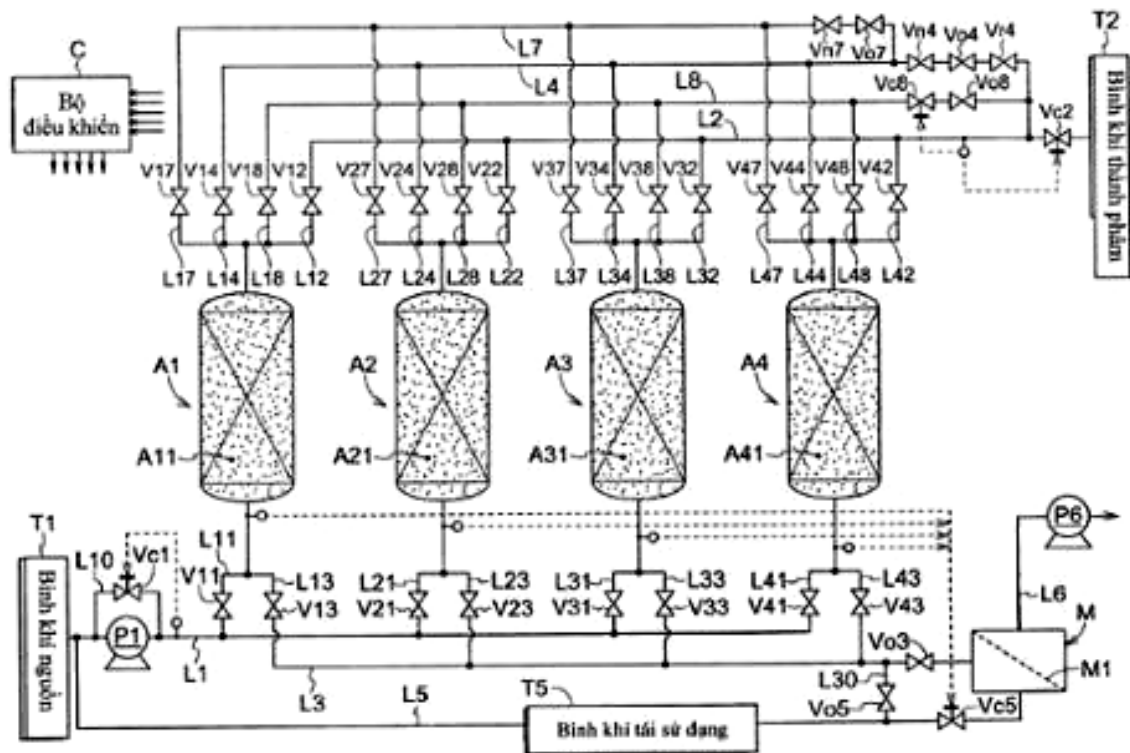 C
Bộ
điều khiển
L7
Vn7
Vo7
Vn4
Vo4
Vr4
T2
L4
L8
Vc8
Vo8
L2
Vc2
Bình khí thành phẩm
V17
V14
V18
V12
V27
V24
V28
V22
V37
V34
V38
V32
V47
V44
V48
V42
L17
L14
L18
L12
L27
L24
L28
L22
L37
L34
L38
L32
L47
L44
L48
L42
A1
A2
A3
A4
A11
A21
A31
A41
T1
L10
Vc1
L11
L13
L21
L23
L31
L33
L41
L43
P6
V11
V13
V21
V23
V31
V33
V41
V43
L6
Bình khí nguồn
P1
L1
Vo3
M
L3
L30
M1
L5
T5
Vo5
Vc5
Bình khí tái sử dụng